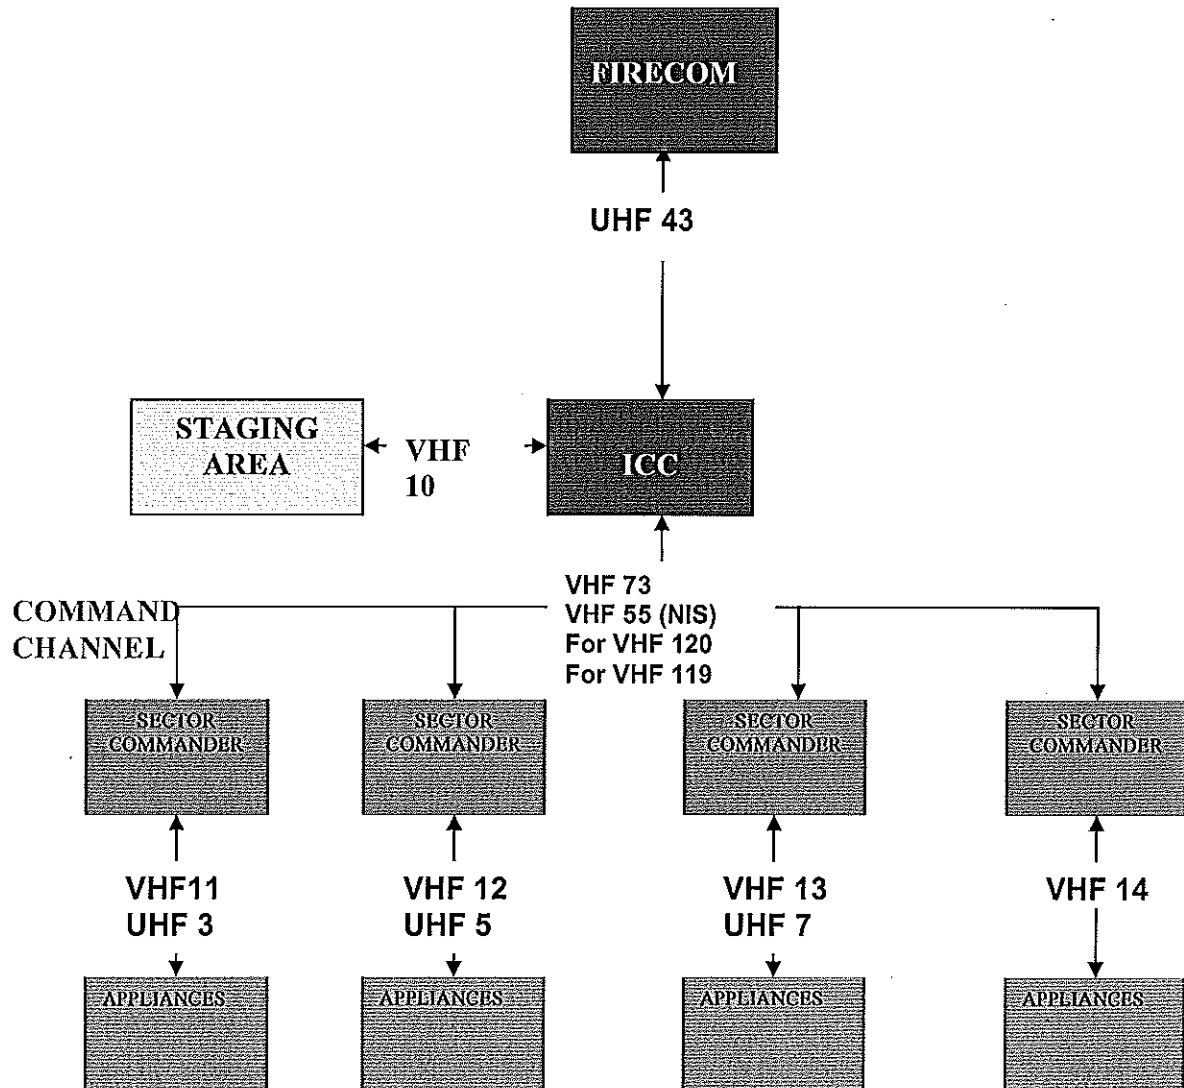 FIRECOM
UHF 43
STAGING
AREA
VHF
10
ICC
COMMAND
CHANNEL
VHF 73
VHF 55 (NIS)
For VHF 120
For VHF 119
SECTOR
COMMANDER
SECTOR
COMMANDER
SECTOR
COMMANDER
SECTOR
COMMANDER
VHF11
UHF 3
VHF 12
UHF 5
VHF 13
UHF 7
VHF 14
APPLIANCES
APPLIANCES
APPLIANCES
APPLIANCES